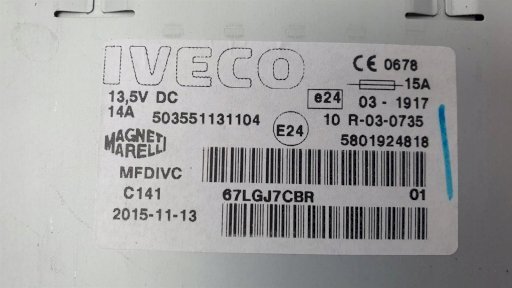 IVECO
CE 0678
15A
13,5V DC
e24 03 - 1917
14A 503551131104
E24 10 R-03-0735
MAGNETI MARELLI
5801924818
MFDIVC
C141 67LGJ7CBR 01
2015-11-13